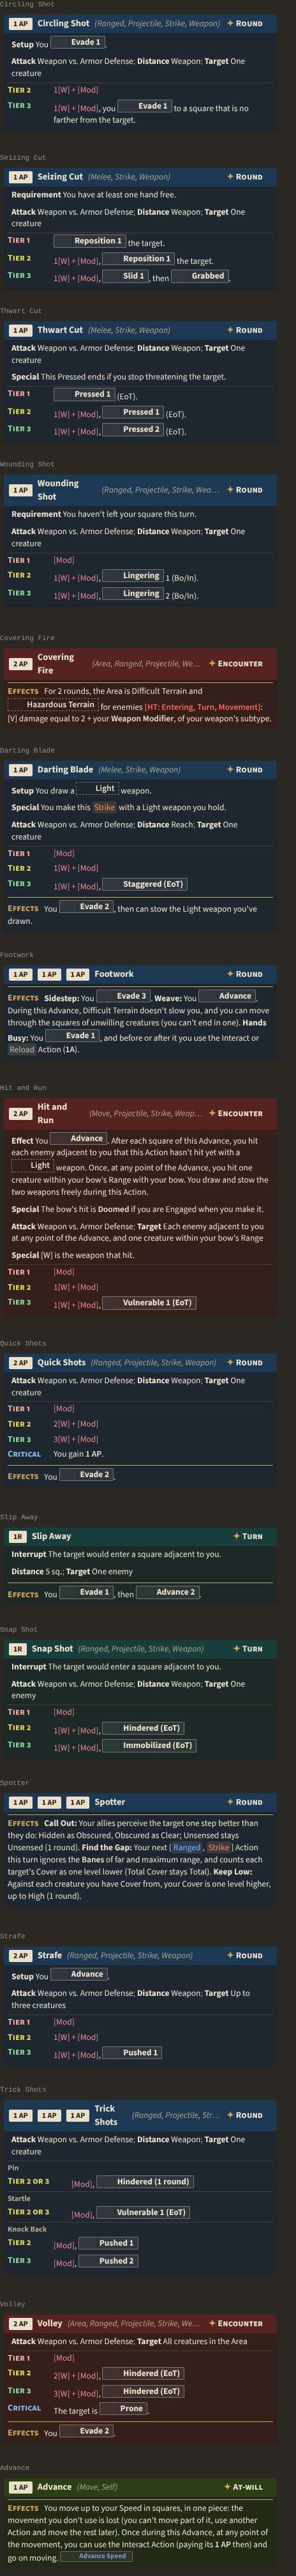 Circling Shot
1 AP Circling Shot (Ranged, Projectile, Strike, Weapon) ✦ ROUND
Setup You Evade 1.
Attack Weapon vs. Armor Defense; Distance Weapon; Target One
creature
TIER 2 1[W] + [Mod]
TIER 3 1[W] + [Mod], you Evade 1 to a square that is no
farther from the target.
Seizing Cut
1 AP Seizing Cut (Melee, Strike, Weapon) ✦ ROUND
Requirement You have at least one hand free.
Attack Weapon vs. Armor Defense; Distance Weapon; Target One
creature
TIER 1 Reposition 1 the target.
TIER 2 1[W] + [Mod], Reposition 1 the target.
TIER 3 1[W] + [Mod], Slid 1, then Grabbed.
Thwart Cut
1 AP Thwart Cut (Melee, Strike, Weapon) ✦ ROUND
Attack Weapon vs. Armor Defense; Distance Weapon; Target One
creature
Special This Pressed ends if you stop threatening the target.
TIER 1 Pressed 1 (EoT).
TIER 2 1[W] + [Mod], Pressed 1 (EoT).
TIER 3 1[W] + [Mod], Pressed 2 (EoT).
Wounding Shot
1 AP Wounding
Shot (Ranged, Projectile, Strike, Wea… ✦ ROUND
Requirement You haven't left your square this turn.
Attack Weapon vs. Armor Defense; Distance Weapon; Target One
creature
TIER 1 [Mod]
TIER 2 1[W] + [Mod], Lingering 1 (Bo/In).
TIER 3 1[W] + [Mod], Lingering 2 (Bo/In).
Covering Fire
2 AP Covering
Fire (Area, Ranged, Projectile, We… ✦ ENCOUNTER
EFFECTS For 2 rounds, the Area is Difficult Terrain and
Hazardous Terrain for enemies [HT: Entering, Turn, Movement]:
[V] damage equal to 2 + your Weapon Modifier, of your weapon's subtype.
Darting Blade
1 AP Darting Blade (Melee, Strike, Weapon) ✦ ROUND
Setup You draw a Light weapon.
Special You make this Strike with a Light weapon you hold.
Attack Weapon vs. Armor Defense; Distance Reach; Target One
creature
TIER 1 [Mod]
TIER 2 1[W] + [Mod]
TIER 3 1[W] + [Mod], Staggered (EoT)
EFFECTS You Evade 2, then can stow the Light weapon you've
drawn.
Footwork
1 AP 1 AP 1 AP Footwork ✦ ROUND
EFFECTS Sidestep: You Evade 3. Weave: You Advance.
During this Advance, Difficult Terrain doesn't slow you, and you can move
through the squares of unwilling creatures (you can't end in one). Hands
Busy: You Evade 1, and before or after it you use the Interact or
Reload Action (1A).
Hit and Run
2 AP Hit and
Run (Move, Projectile, Strike, Weap… ✦ ENCOUNTER
Effect You Advance. After each square of this Advance, you hit
each enemy adjacent to you that this Action hasn't hit yet with a
Light weapon. Once, at any point of the Advance, you hit one
creature within your bow's Range with your bow. You draw and stow the
two weapons freely during this Action.
Special The bow's hit is Doomed if you are Engaged when you make it.
Attack Weapon vs. Armor Defense; Target Each enemy adjacent to you
at any point of the Advance, and one creature within your bow's Range
Special [W] is the weapon that hit.
TIER 1 [Mod]
TIER 2 1[W] + [Mod]
TIER 3 1[W] + [Mod], Vulnerable 1 (EoT)
Quick Shots
2 AP Quick Shots (Ranged, Projectile, Strike, Weapon) ✦ ROUND
Attack Weapon vs. Armor Defense; Distance Weapon; Target One
creature
TIER 1 [Mod]
TIER 2 2[W] + [Mod]
TIER 3 3[W] + [Mod]
CRITICAL You gain 1 AP.
EFFECTS You Evade 2.
Slip Away
1R Slip Away ✦ TURN
Interrupt The target would enter a square adjacent to you.
Distance 5 sq.; Target One enemy
EFFECTS You Evade 1, then Advance 2.
Snap Shot
1R Snap Shot (Ranged, Projectile, Strike, Weapon) ✦ TURN
Interrupt The target would enter a square adjacent to you.
Attack Weapon vs. Armor Defense; Distance Weapon; Target One
enemy
TIER 1 [Mod]
TIER 2 1[W] + [Mod], Hindered (EoT)
TIER 3 1[W] + [Mod], Immobilized (EoT)
Spotter
1 AP 1 AP 1 AP Spotter ✦ ROUND
EFFECTS Call Out: Your allies perceive the target one step better than
they do: Hidden as Obscured, Obscured as Clear; Unsensed stays
Unsensed (1 round). Find the Gap: Your next [ Ranged, Strike ] Action
this turn ignores the Banes of far and maximum range, and counts each
target's Cover as one level lower (Total Cover stays Total). Keep Low:
Against each creature you have Cover from, your Cover is one level higher,
up to High (1 round).
Strafe
2 AP Strafe (Ranged, Projectile, Strike, Weapon) ✦ ROUND
Setup You Advance.
Attack Weapon vs. Armor Defense; Distance Weapon; Target Up to
three creatures
TIER 1 [Mod]
TIER 2 1[W] + [Mod]
TIER 3 1[W] + [Mod], Pushed 1
Trick Shots
1 AP 1 AP 1 AP Trick
Shots (Ranged, Projectile, Str… ✦ ROUND
Attack Weapon vs. Armor Defense; Distance Weapon; Target One
creature
Pin
TIER 2 OR 3 [Mod], Hindered (1 round)
Startle
TIER 2 OR 3 [Mod], Vulnerable 1 (EoT)
Knock Back
TIER 2 [Mod], Pushed 1
TIER 3 [Mod], Pushed 2
Volley
2 AP Volley (Area, Ranged, Projectile, Strike, We… ✦ ENCOUNTER
Attack Weapon vs. Armor Defense; Target All creatures in the Area
TIER 1 [Mod]
TIER 2 2[W] + [Mod], Hindered (EoT)
TIER 3 3[W] + [Mod], Hindered (EoT)
CRITICAL The target is Prone.
EFFECTS You Evade 2.
Advance
1 AP Advance (Move, Self) ✦ AT-WILL
EFFECTS You move up to your Speed in squares, in one piece: the
movement you don't use is lost (you can't move part of it, use another
Action and move the rest later). Once during this Advance, at any point of
the movement, you can use the Interact Action (paying its 1 AP then) and
go on moving. Advance Speed